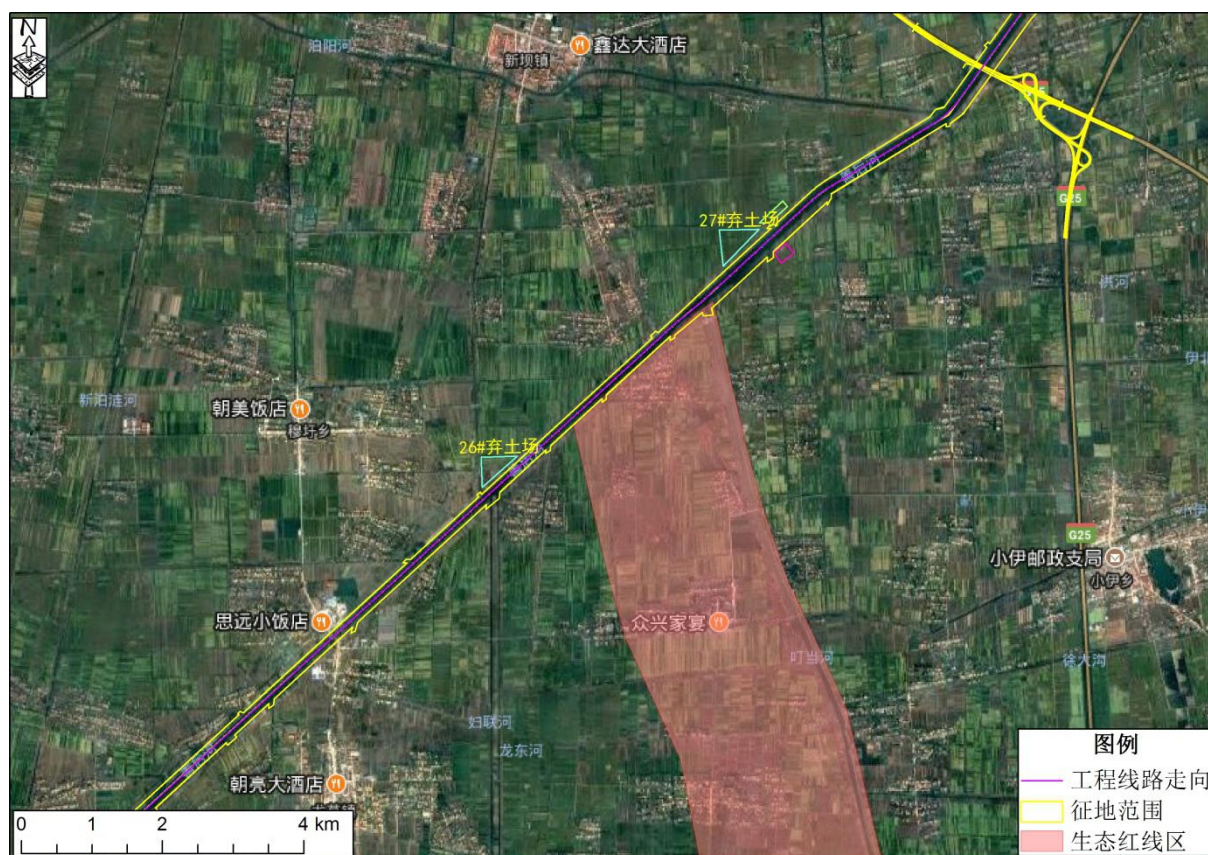 N
泊阳河
新坝镇
鑫达大酒店
G25
27#弃土场
洪河
新沂涟河
朝美饭店
穆圩乡
26#弃土场
G25
小伊邮政支局
小伊乡
思远小饭店
众兴家宴
叮当河
徐大沟
妇联河
龙东河
朝亮大酒店
图例
工程线路走向
征地范围
生态红线区
0 1 2 4 km